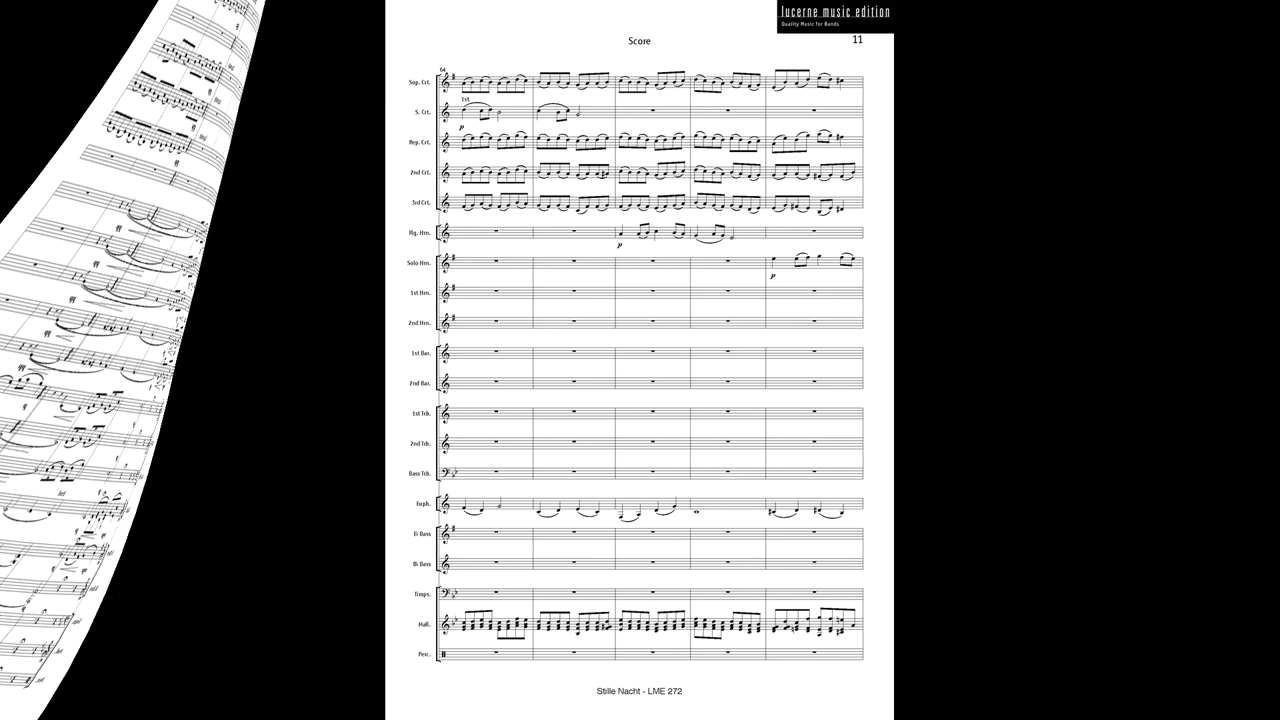 lucerne music edition
Quality Music for Bands
Score
11
64
Sop. Crt.
1st
S. Crt.
p
Rep. Crt.
2nd Crt.
3rd Crt.
Flg. Hrn.
p
Solo Hrn.
p
1st Hrn.
2nd Hrn.
1st Bar.
2nd Bar.
1st Trb.
2nd Trb.
Bass Trb.
Euph.
E♭ Bass
B♭ Bass
Timps.
Mall.
Perc.
Stille Nacht - LME 272